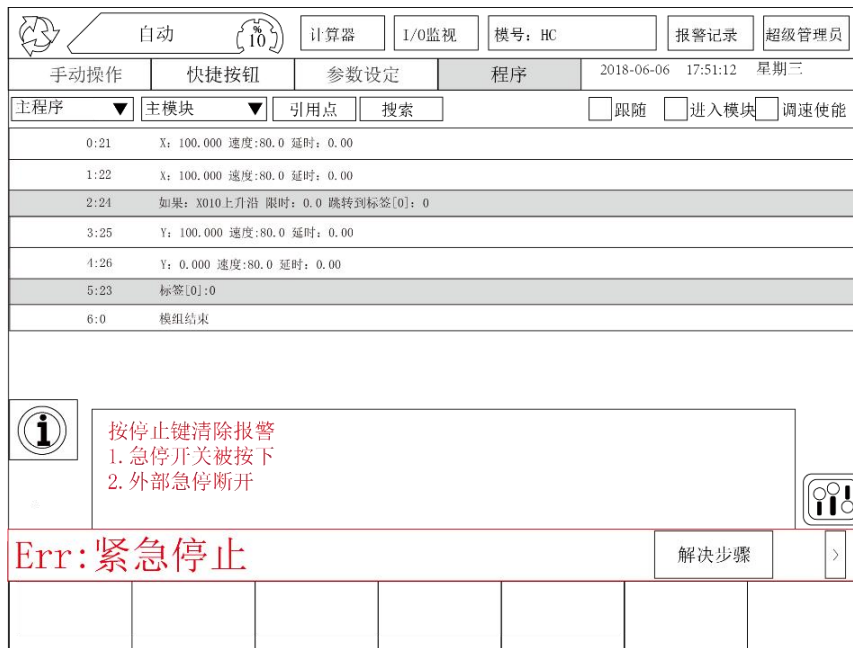 自动
%
10
计算器
I/O监视
模号: HC
报警记录
超级管理员
手动操作
快捷按钮
参数设定
程序
2018-06-06 17:51:12 星期三
主程序
主模块
引用点
搜索
跟随
进入模块
调速使能
0:21 X: 100.000 速度:80.0 延时: 0.00
1:22 X: 100.000 速度:80.0 延时: 0.00
2:24 如果: X010上升沿 限时: 0.0 跳转到标签[0]: 0
3:25 Y: 100.000 速度:80.0 延时: 0.00
4:26 Y: 0.000 速度:80.0 延时: 0.00
5:23 标签[0]:0
6:0 模组结束
按停止键清除报警
1.急停开关被按下
2.外部急停断开
Err:紧急停止
解决步骤
>